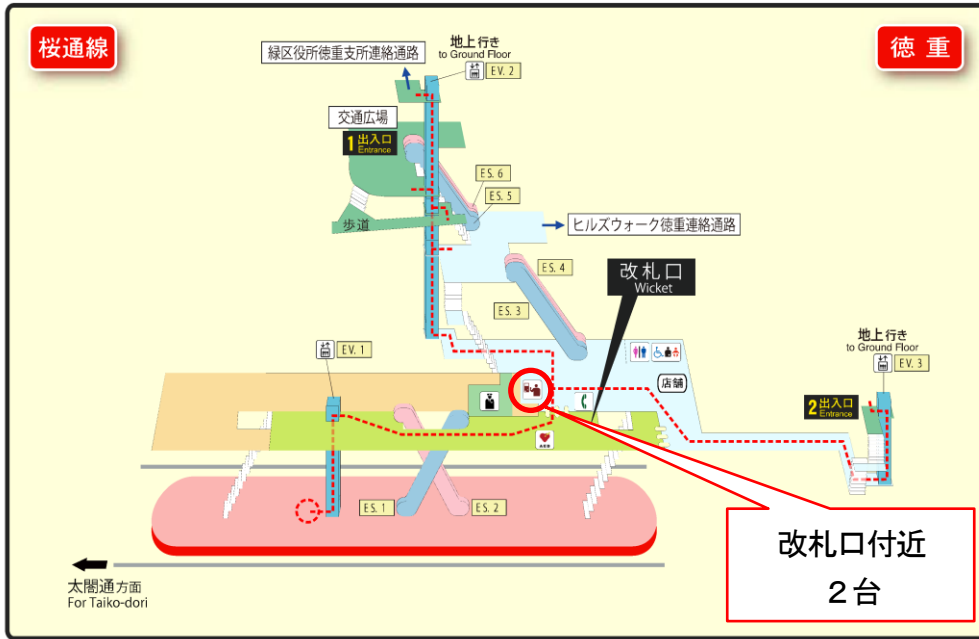 桜通線
徳重
地上行き
to Ground Floor
EV. 2
緑区役所徳重支所連絡通路
交通広場
1 出入口
Entrance
ES. 6
ES. 5
歩道
ヒルズウォーク徳重連絡通路
ES. 4
改札口
Wicket
ES. 3
地上行き
to Ground Floor
EV. 3
EV. 1
店舗
2 出入口
Entrance
AED
ES. 1
ES. 2
改札口付近
2台
太閤通方面
For Taiko-dori